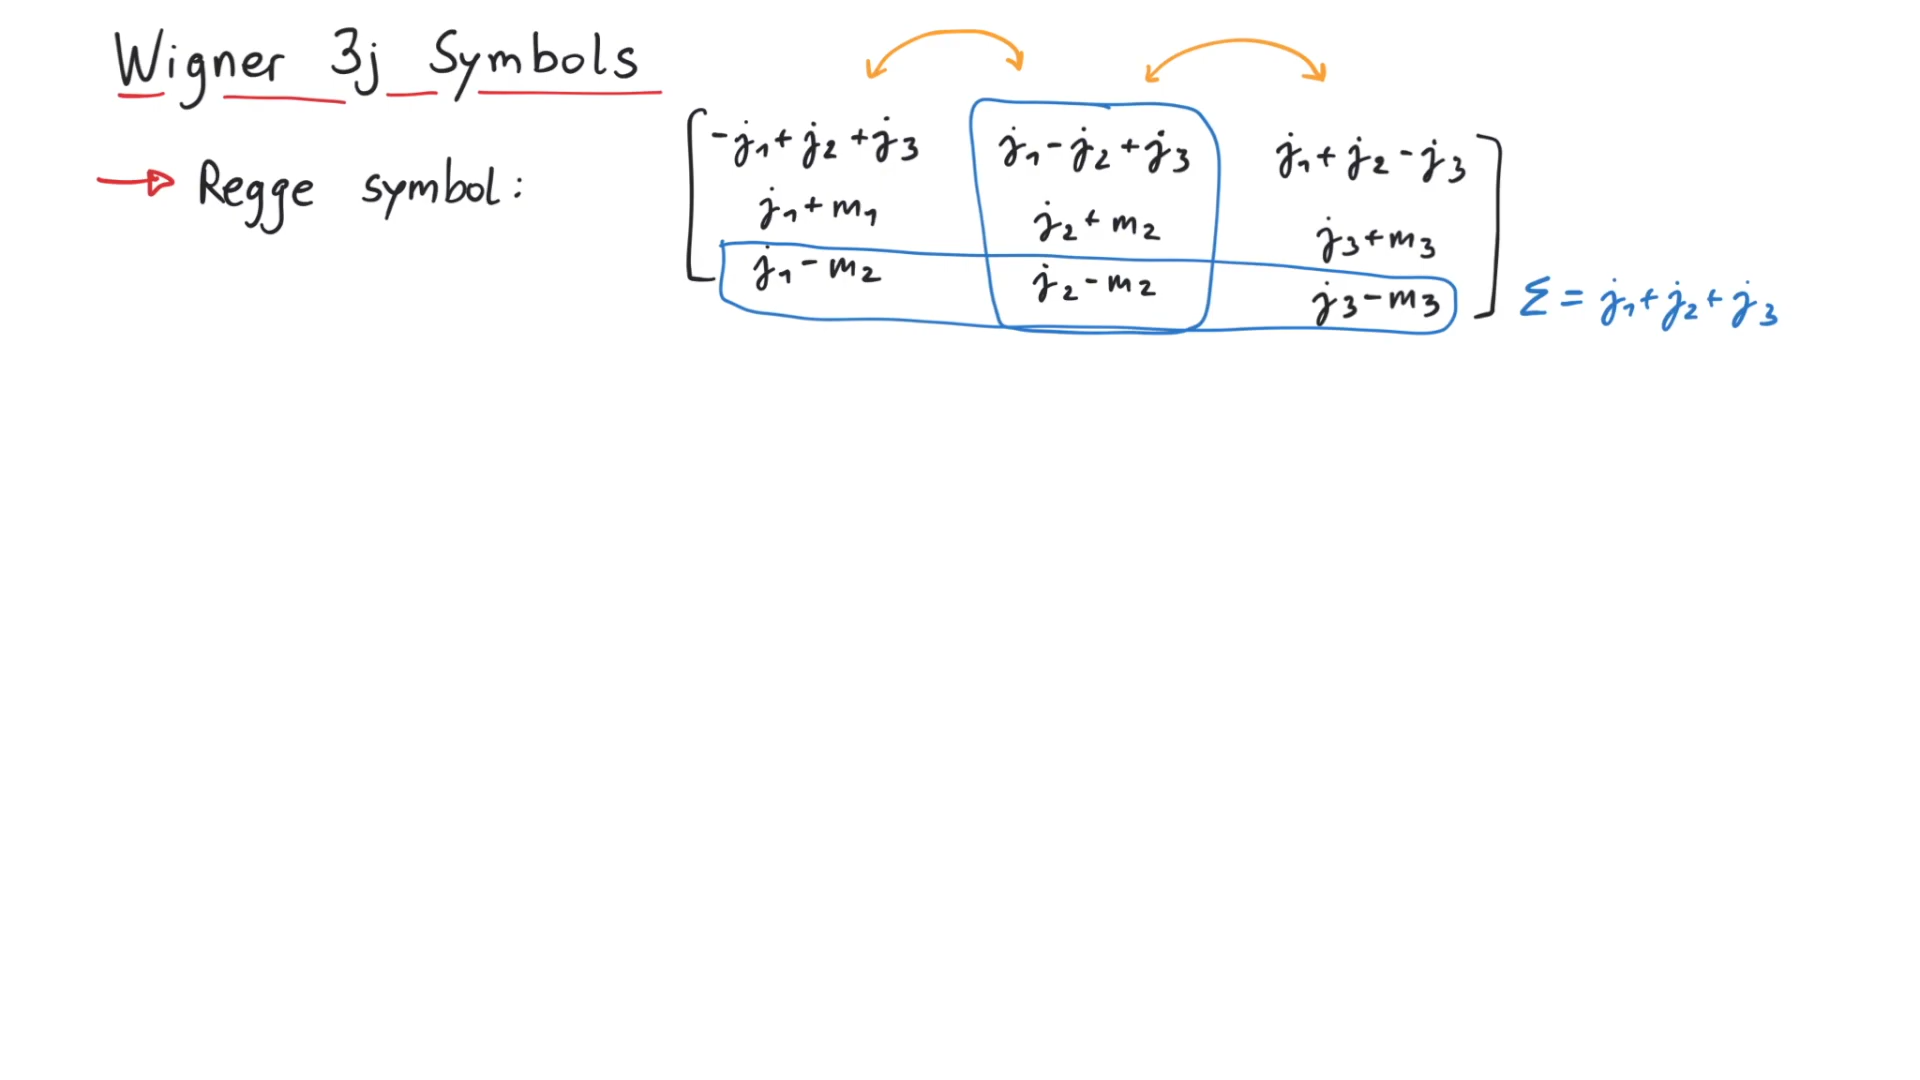 Wigner 3j Symbols
Regge symbol:
-j₁+j₂+j₃ j₁-j₂+j₃ j₁+j₂-j₃
j₁+m₁ j₂+m₂ j₃+m₃
j₁-m₂ j₂-m₂ j₃-m₃
Σ = j₁+j₂+j₃